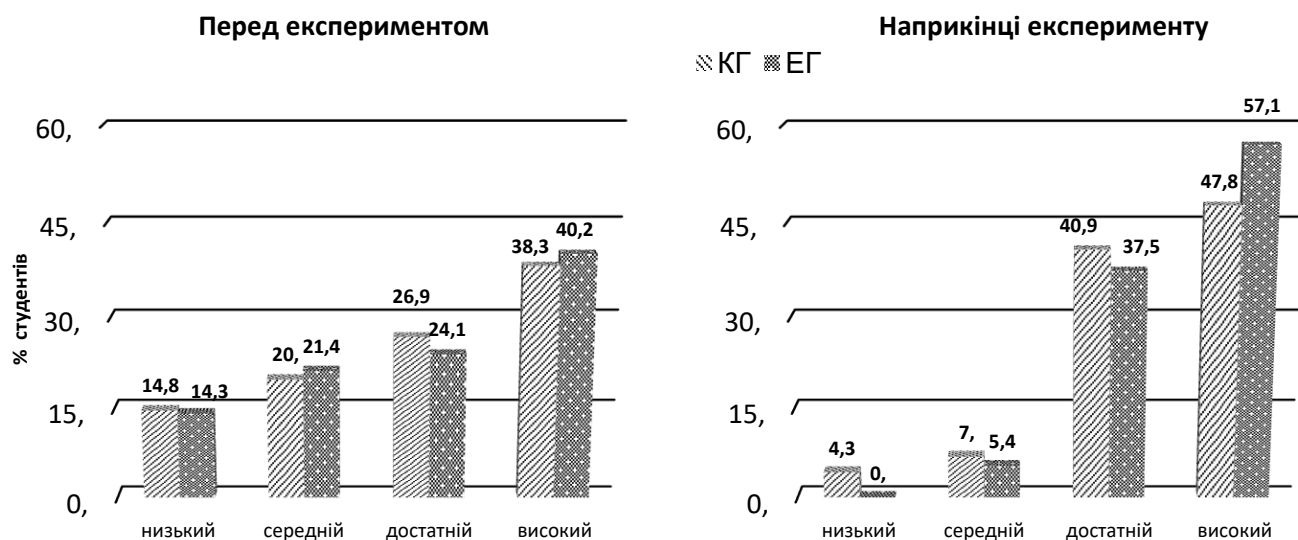 Перед експериментом
Наприкінці експерименту
КГ ЕГ
% студентів
60,
45,
30,
15,
0,
14,8
14,3
20,
21,4
26,9
24,1
38,3
40,2
низький
середній
достатній
високий
60,
45,
30,
15,
0,
4,3
0,
7,
5,4
40,9
37,5
47,8
57,1
низький
середній
достатній
високий